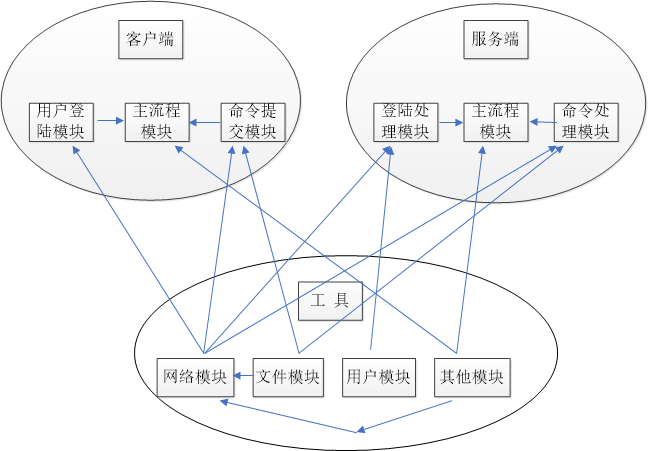 客户端
服务端
用户登
陆模块
主流程
模块
命令提
交模块
登陆处
理模块
主流程
模块
命令处
理模块
工 具
网络模块
文件模块
用户模块
其他模块